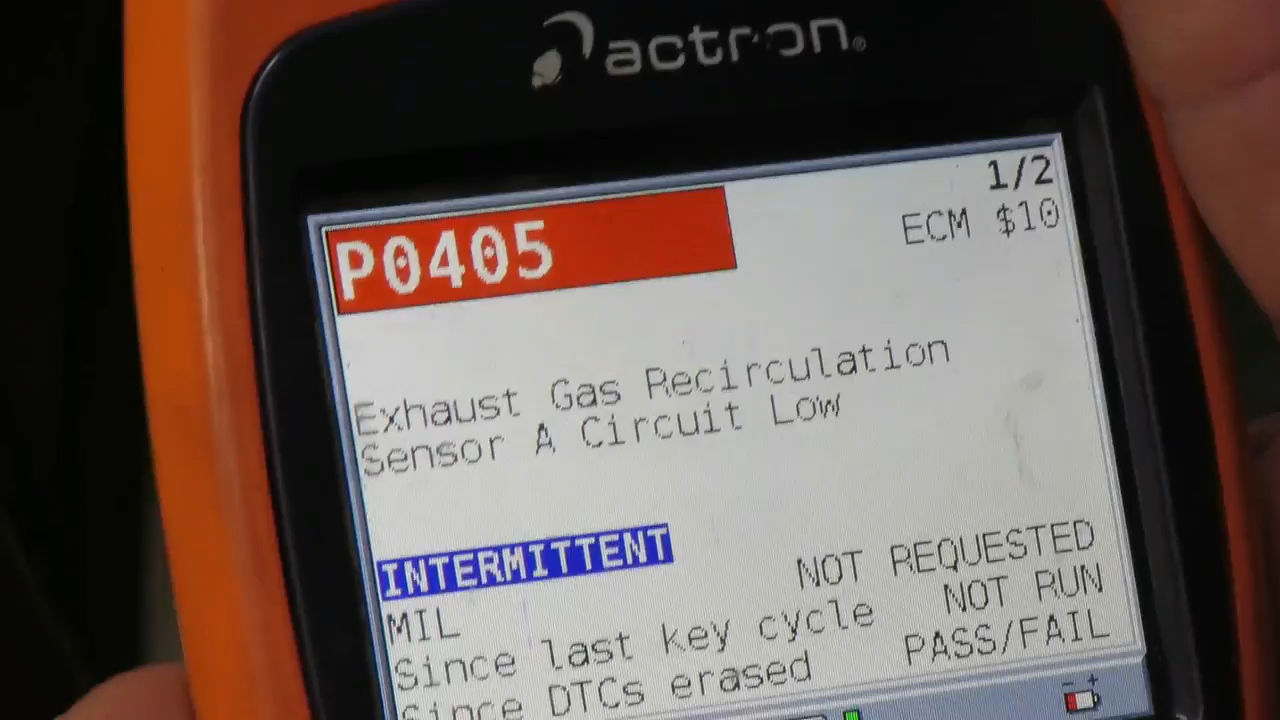 actron®
1/2
P0405
ECM $10
Exhaust Gas Recirculation
Sensor A Circuit Low
INTERMITTENT
MIL NOT REQUESTED
Since last key cycle NOT RUN
Since DTCs erased PASS/FAIL